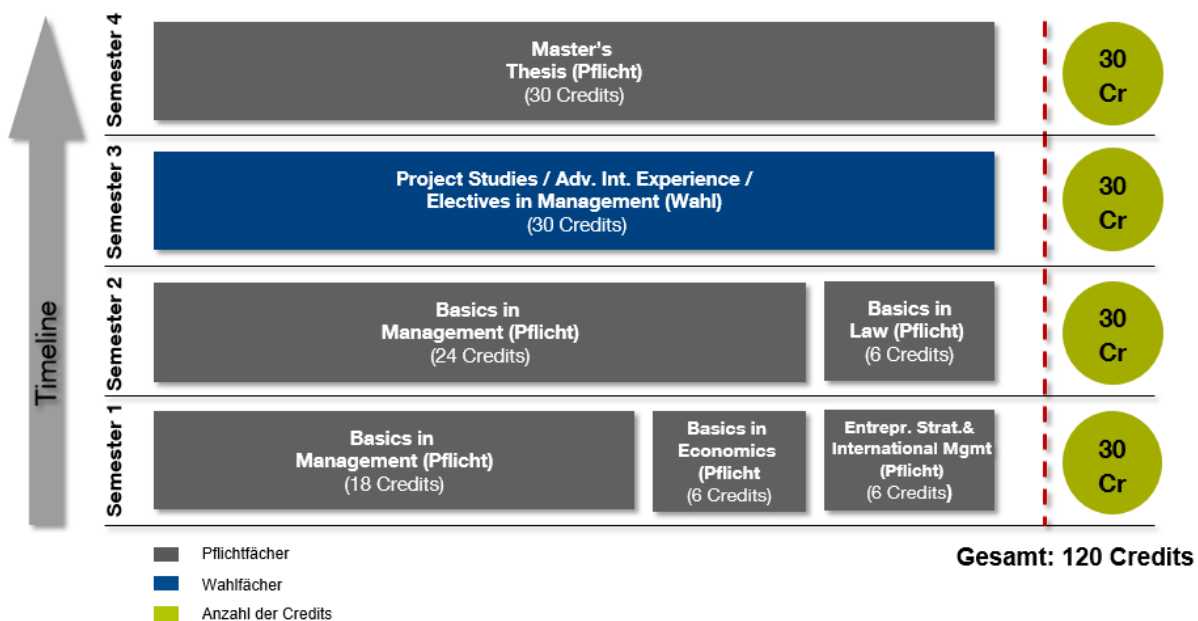 Timeline
Semester 4
Master's
Thesis (Pflicht)
(30 Credits)
30
Cr
Semester 3
Project Studies / Adv. Int. Experience /
Electives in Management (Wahl)
(30 Credits)
30
Cr
Semester 2
Basics in
Management (Pflicht)
(24 Credits)
Basics in
Law (Pflicht)
(6 Credits)
30
Cr
Semester 1
Basics in
Management (Pflicht)
(18 Credits)
Basics in
Economics
(Pflicht
(6 Credits)
Entrepr. Strat.&
International Mgmt
(Pflicht)
(6 Credits)
30
Cr
Pflichtfächer
Wahlfächer
Anzahl der Credits
Gesamt: 120 Credits